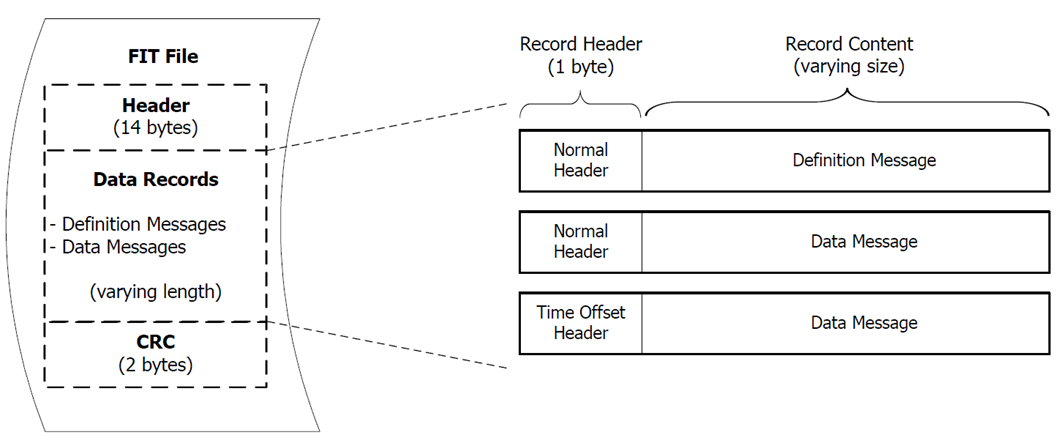 FIT File
Header
(14 bytes)
Data Records
- Definition Messages
- Data Messages
(varying length)
CRC
(2 bytes)
Record Header
(1 byte)
Record Content
(varying size)
Normal
Header
Definition Message
Normal
Header
Data Message
Time Offset
Header
Data Message